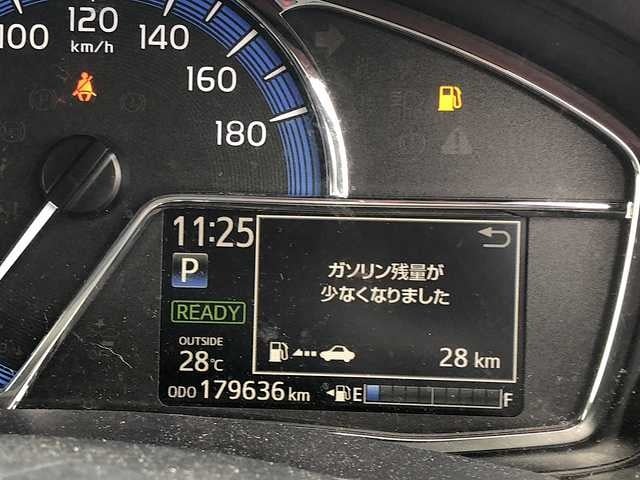 100 120 140
km/h
160
180
11:25
P
READY
OUTSIDE
28℃
ガソリン残量が
少なくなりました
28 km
ODO 179636 km
E F